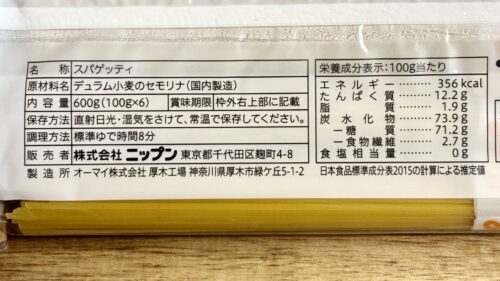 名称 スパゲッティ
原材料名 デュラム小麦のセモリナ(国内製造)
内容量 600g(100g×6) 賞味期限 枠外右上部に記載
保存方法 直射日光・湿気をさけて、常温で保存してください。
調理方法 標準ゆで時間8分
販売者 株式会社 ニップン 東京都千代田区麹町4-8
製造所 オーマイ株式会社 厚木工場 神奈川県厚木市緑ケ丘5-1-2
栄養成分表示:100g当たり
エネルギー 356kcal
たんぱく質 12.2g
脂質 1.9g
炭水化物 73.9g
-糖質 71.2g
-食物繊維 2.7g
食塩相当量 0g
日本食品標準成分表2015の計算による推定値